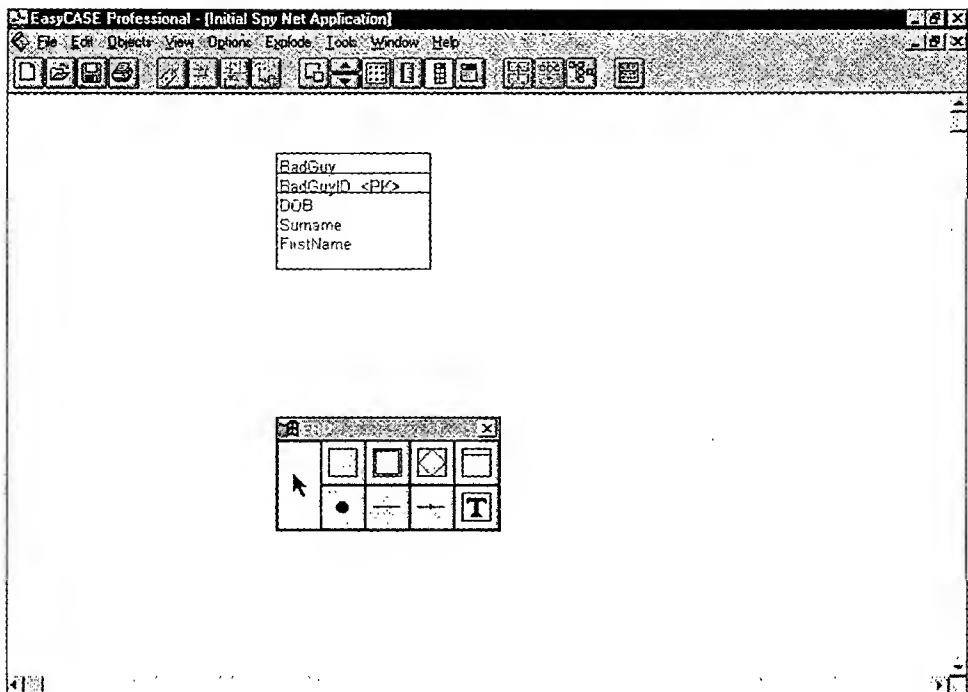 EasyCASE Professional - [Initial Spy Net Application]
File Edit Objects View Options Explode Tools Window Help
BadGuy
BadGuyID <PK>
DOB
Surname
FirstName
ERD
T